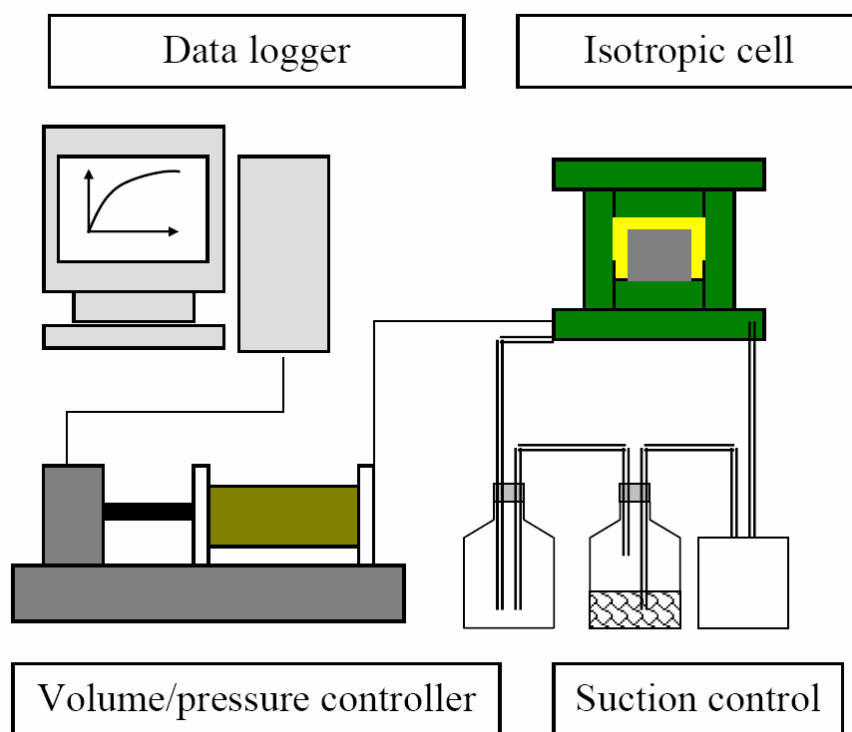 Data logger
Isotropic cell
Volume/pressure controller
Suction control